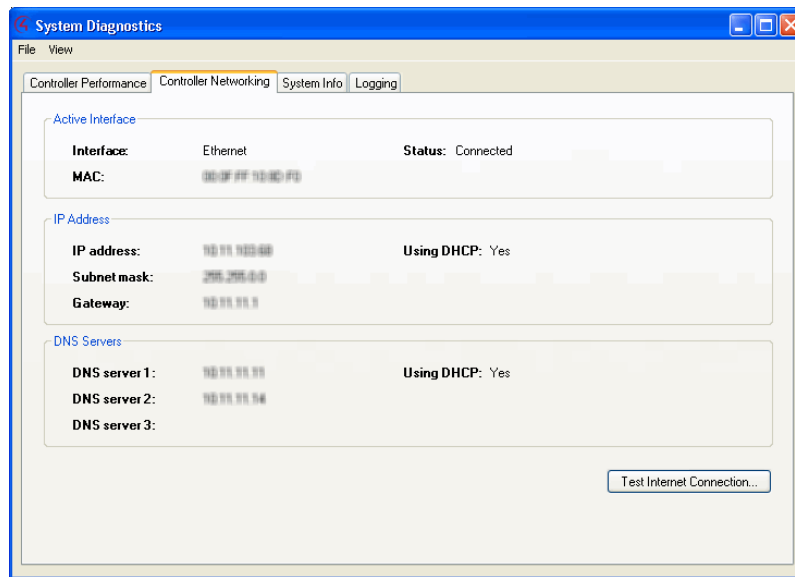 System Diagnostics
File View
Controller Performance Controller Networking System Info Logging
Active Interface
Interface: Ethernet Status: Connected
MAC:
IP Address
IP address: Using DHCP: Yes
Subnet mask:
Gateway:
DNS Servers
DNS server 1: Using DHCP: Yes
DNS server 2:
DNS server 3:
Test Internet Connection...